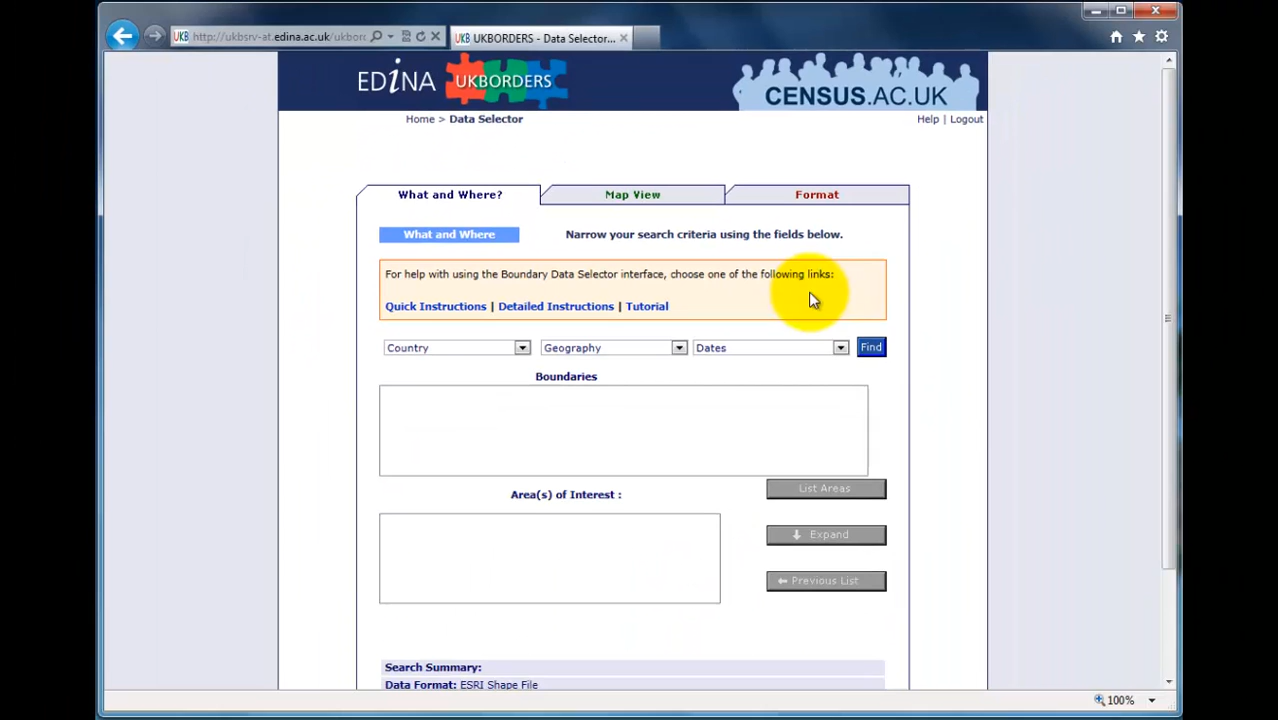 UKB http://ukbsrv-at.edina.ac.uk/ukborc
UKB UKBORDERS - Data Selector...
EDINA UKBORDERS
CENSUS.AC.UK
Home > Data Selector
Help | Logout
What and Where?
Map View
Format
What and Where
Narrow your search criteria using the fields below.
For help with using the Boundary Data Selector interface, choose one of the following links:
Quick Instructions | Detailed Instructions | Tutorial
Country
Geography
Dates
Find
Boundaries
List Areas
Area(s) of Interest :
Expand
Previous List
Search Summary:
Data Format: ESRI Shape File
100%